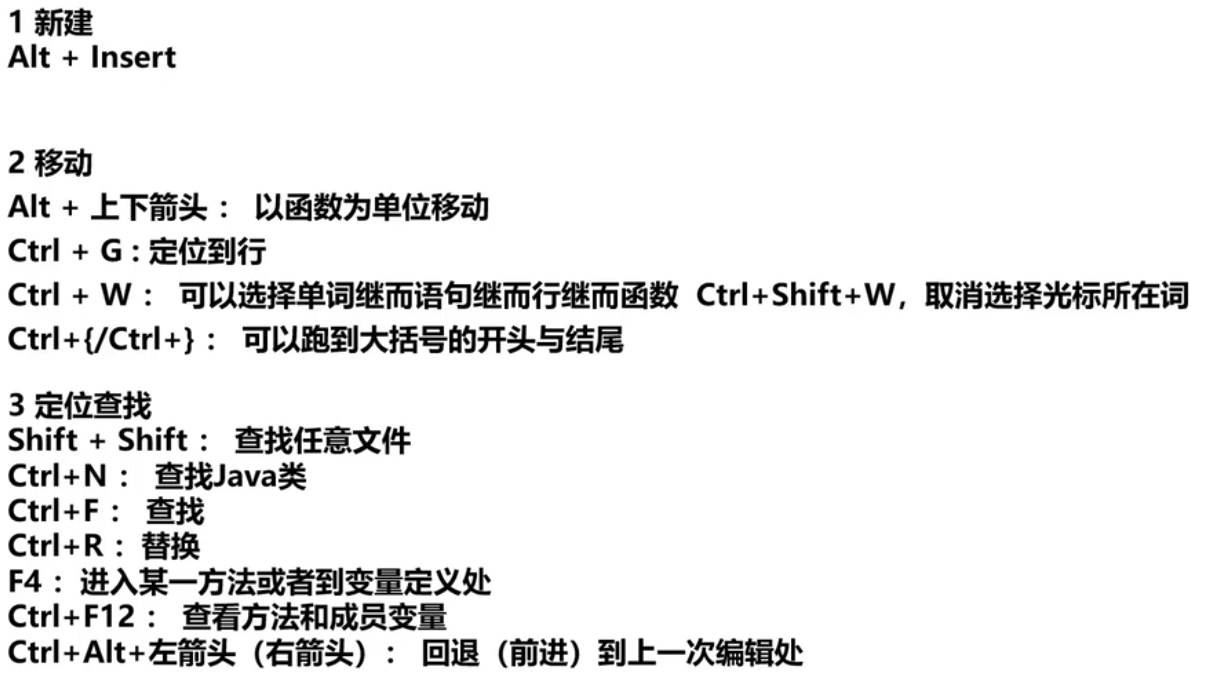 1 新建
Alt + Insert
2 移动
Alt + 上下箭头： 以函数为单位移动
Ctrl + G : 定位到行
Ctrl + W： 可以选择单词继而语句继而行继而函数 Ctrl+Shift+W，取消选择光标所在词
Ctrl+{/Ctrl+}： 可以跑到大括号的开头与结尾
3 定位查找
Shift + Shift： 查找任意文件
Ctrl+N： 查找Java类
Ctrl+F： 查找
Ctrl+R：替换
F4：进入某一方法或者到变量定义处
Ctrl+F12： 查看方法和成员变量
Ctrl+Alt+左箭头（右箭头）： 回退（前进）到上一次编辑处